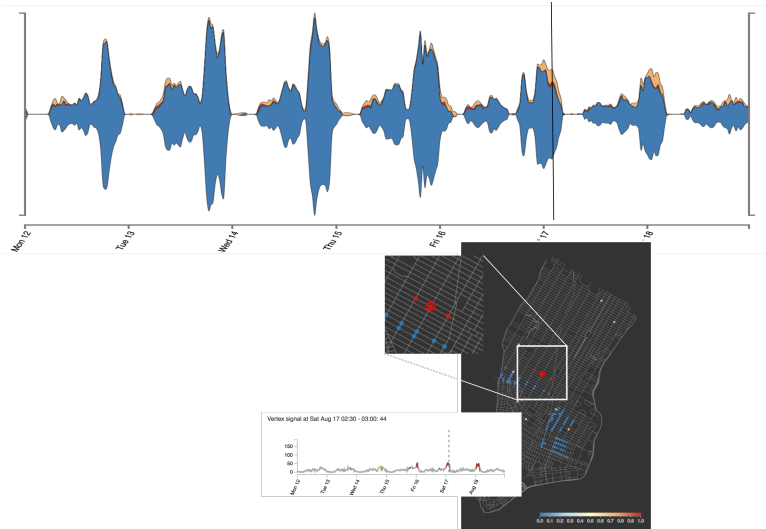 Mon 12
Tue 13
Wed 14
Thu 15
Fri 16
17
18
Vertex signal at Sat Aug 17 02:30 - 03:00: 44
150
100
50
0
Mon 12
Tue 13
Wed 14
Thu 15
Fri 16
Sat 17
Aug 18
0.0 0.1 0.2 0.3 0.4 0.5 0.6 0.7 0.8 0.9 1.0